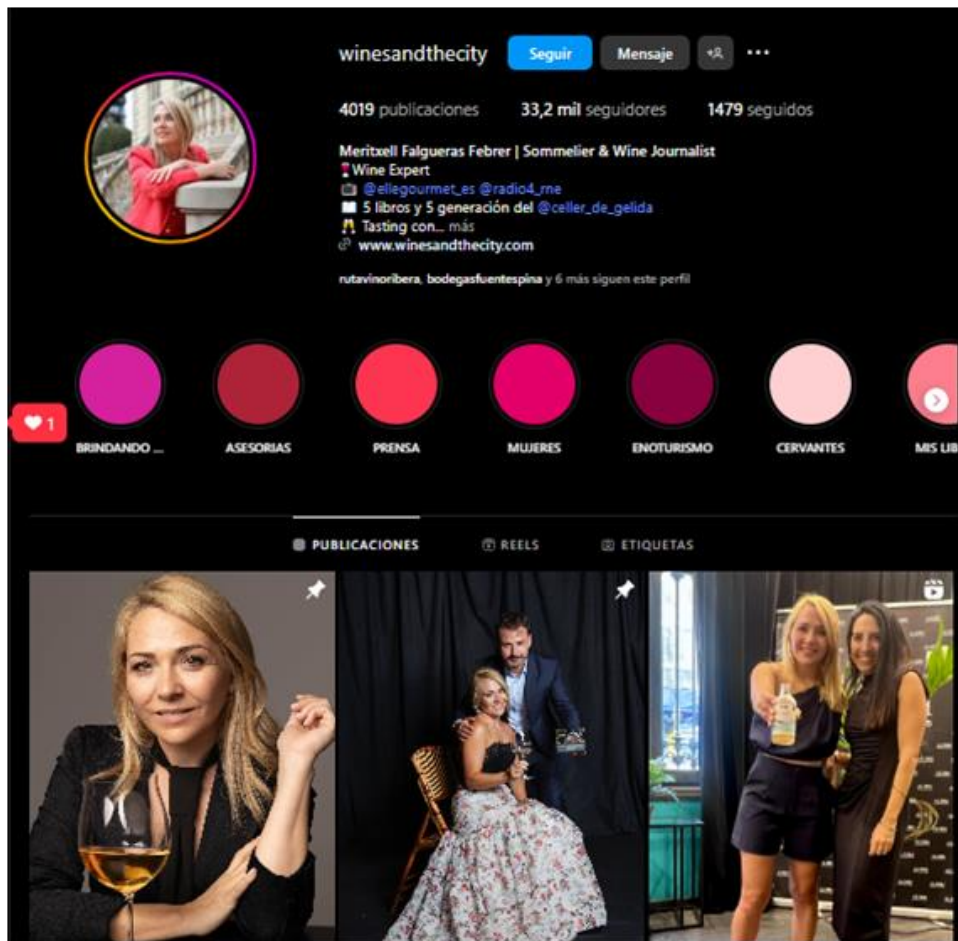 winesandthecity Seguir Mensaje
4019 publicaciones 33,2 mil seguidores 1479 seguidos
Meritxell Falgueras Febrer | Sommelier & Wine Journalist
🍷Wine Expert
📺 @ellegourmet_es @radio4_rne
📖 5 libros y 5 generación del @celler_de_gelida
🥂 Tasting con... más
www.winesandthecity.com
rutavinoribera, bodegasfuentespina y 6 más siguen este perfil
1
BRINDANDO ... ASESORIAS PRENSA MUJERES ENOTURISMO CERVANTES MIS LIB
PUBLICACIONES REELS ETIQUETAS